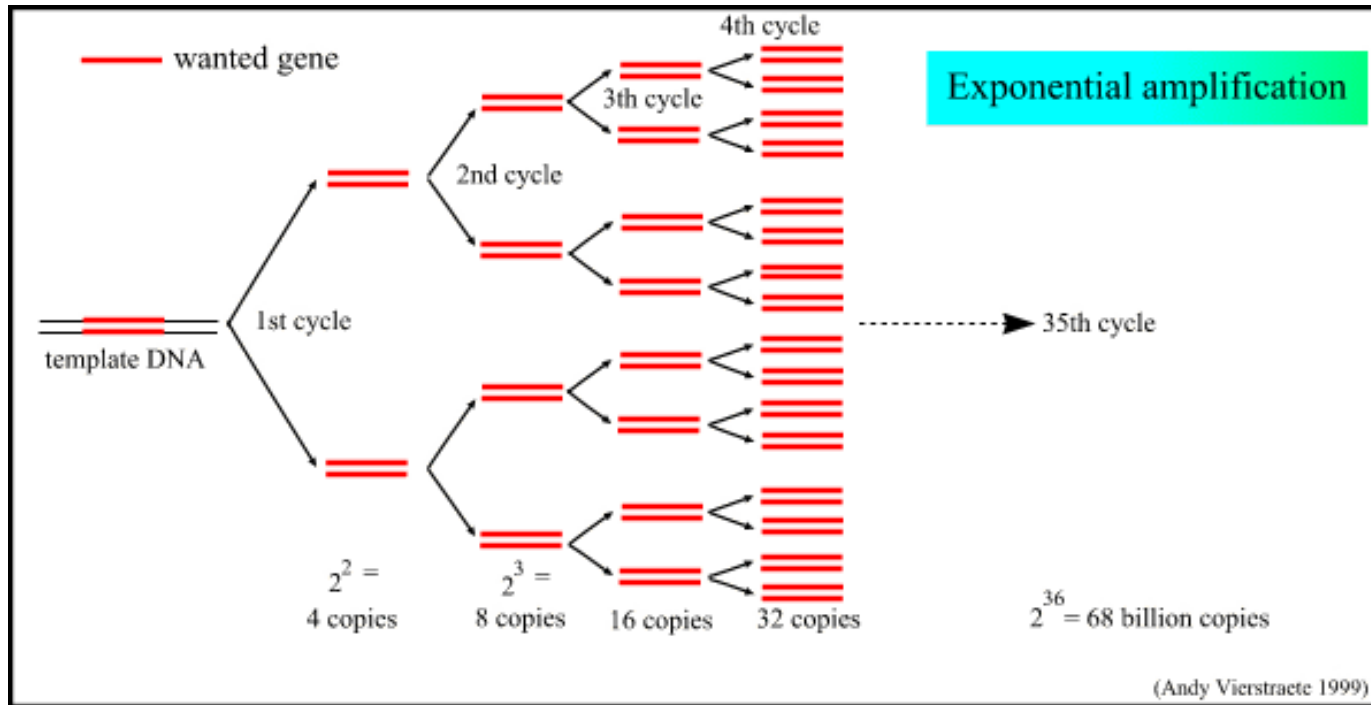 4th cycle
wanted gene
Exponential amplification
3th cycle
2nd cycle
1st cycle
35th cycle
template DNA
2^2 =
4 copies
2^3 =
8 copies
16 copies
32 copies
2^36 = 68 billion copies
(Andy Vierstraete 1999)